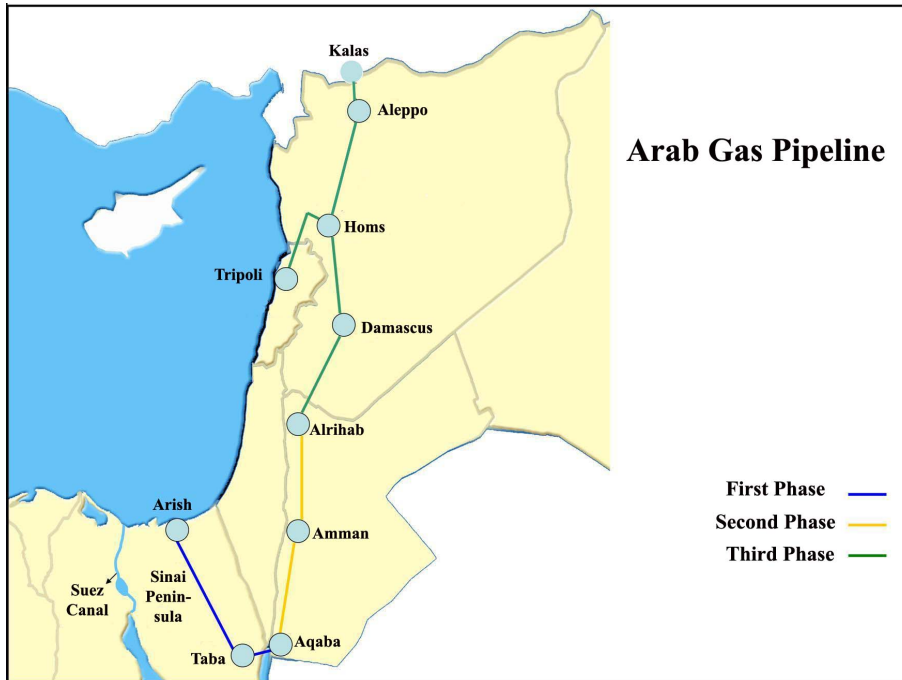 Kalas
Aleppo
Arab Gas Pipeline
Homs
Tripoli
Damascus
Alrihab
First Phase
Arish
Second Phase
Amman
Third Phase
Sinai
Penin-
sula
Suez
Canal
Aqaba
Taba